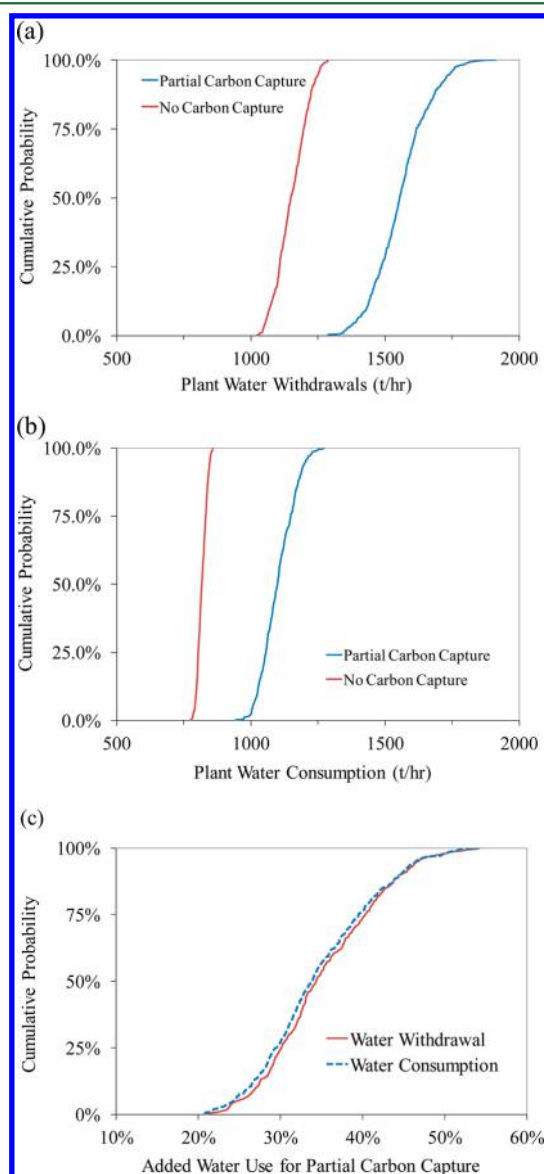 (a)
100.0%
75.0%
50.0%
25.0%
0.0%
Cumulative Probability
Partial Carbon Capture
No Carbon Capture
500 1000 1500 2000
Plant Water Withdrawals (t/hr)
(b)
100.0%
75.0%
50.0%
25.0%
0.0%
Cumulative Probability
Partial Carbon Capture
No Carbon Capture
500 1000 1500 2000
Plant Water Consumption (t/hr)
(c)
100%
75%
50%
25%
0%
Cumulative Probability
Water Withdrawal
Water Consumption
10% 20% 30% 40% 50% 60%
Added Water Use for Partial Carbon Capture